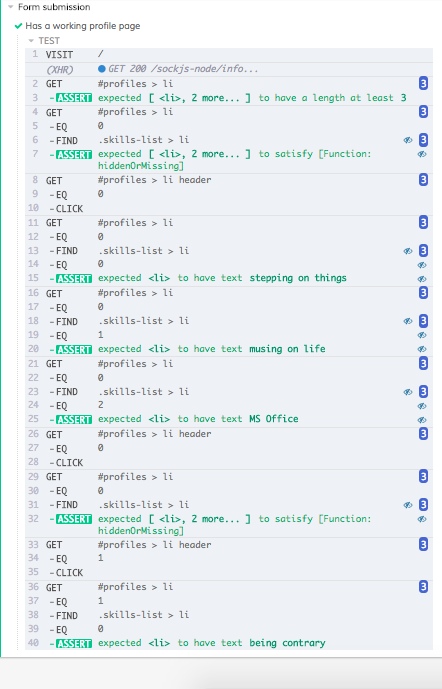 Form submission
Has a working profile page
TEST
1 VISIT /
(XHR) GET 200 /sockjs-node/info...
2 GET #profiles > li 3
3 -ASSERT expected [ <li>, 2 more... ] to have a length at least 3
4 GET #profiles > li 3
5 -EQ 0
6 -FIND .skills-list > li 3
7 -ASSERT expected [ <li>, 2 more... ] to satisfy [Function:
hiddenOrMissing]
8 GET #profiles > li header 3
9 -EQ 0
10 -CLICK
11 GET #profiles > li 3
12 -EQ 0
13 -FIND .skills-list > li 3
14 -EQ 0
15 -ASSERT expected <li> to have text stepping on things
16 GET #profiles > li 3
17 -EQ 0
18 -FIND .skills-list > li 3
19 -EQ 1
20 -ASSERT expected <li> to have text musing on life
21 GET #profiles > li 3
22 -EQ 0
23 -FIND .skills-list > li 3
24 -EQ 2
25 -ASSERT expected <li> to have text MS Office
26 GET #profiles > li header 3
27 -EQ 0
28 -CLICK
29 GET #profiles > li 3
30 -EQ 0
31 -FIND .skills-list > li 3
32 -ASSERT expected [ <li>, 2 more... ] to satisfy [Function:
hiddenOrMissing]
33 GET #profiles > li header 3
34 -EQ 1
35 -CLICK
36 GET #profiles > li 3
37 -EQ 1
38 -FIND .skills-list > li
39 -EQ 0
40 -ASSERT expected <li> to have text being contrary